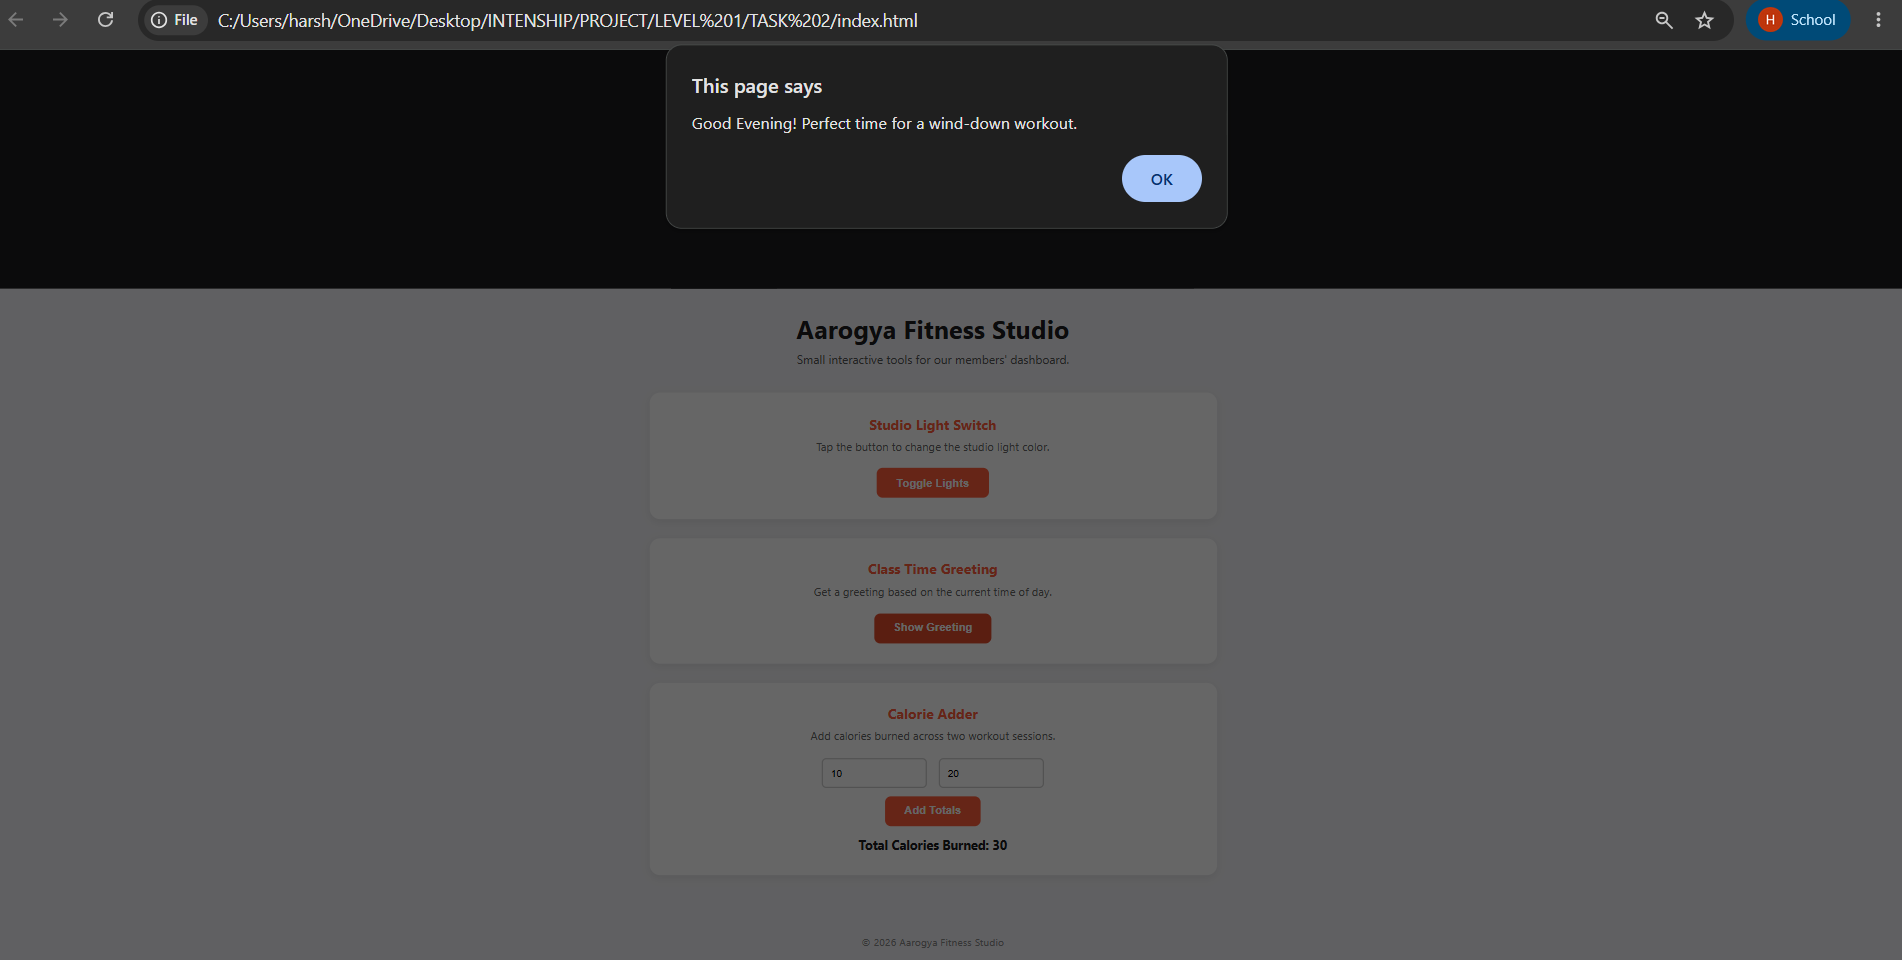 File C:/Users/harsh/OneDrive/Desktop/INTENSHIP/PROJECT/LEVEL%201/TASK%202/index.html H School
This page says
Good Evening! Perfect time for a wind-down workout.
OK
Aarogya Fitness Studio
Small interactive tools for our members' dashboard.
Studio Light Switch
Tap the button to change the studio light color.
Toggle Lights
Class Time Greeting
Get a greeting based on the current time of day.
Show Greeting
Calorie Adder
Add calories burned across two workout sessions.
10 20
Add Totals
Total Calories Burned: 30
© 2026 Aarogya Fitness Studio